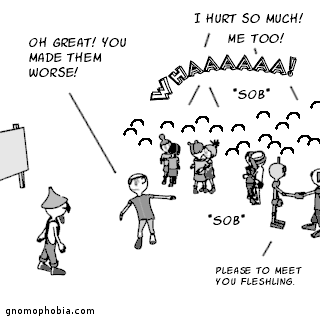 I HURT SO MUCH!
ME TOO!
OH GREAT! YOU
MADE THEM
WORSE!
WHAAAAAA!
*SOB*
*SOB*
PLEASE TO MEET
YOU FLESHLING.
gnomophobia.com